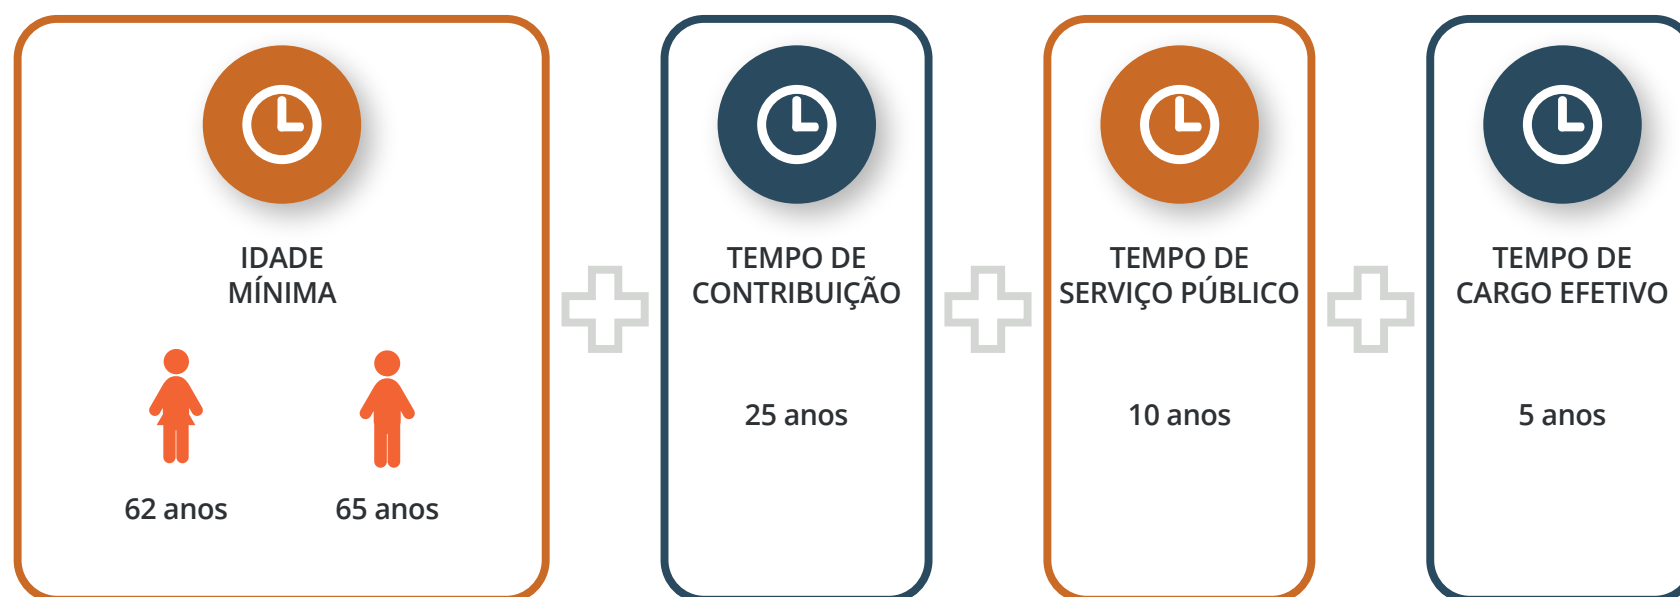 IDADE
MÍNIMA
62 anos
65 anos
TEMPO DE
CONTRIBUIÇÃO
25 anos
TEMPO DE
SERVIÇO PÚBLICO
10 anos
TEMPO DE
CARGO EFETIVO
5 anos